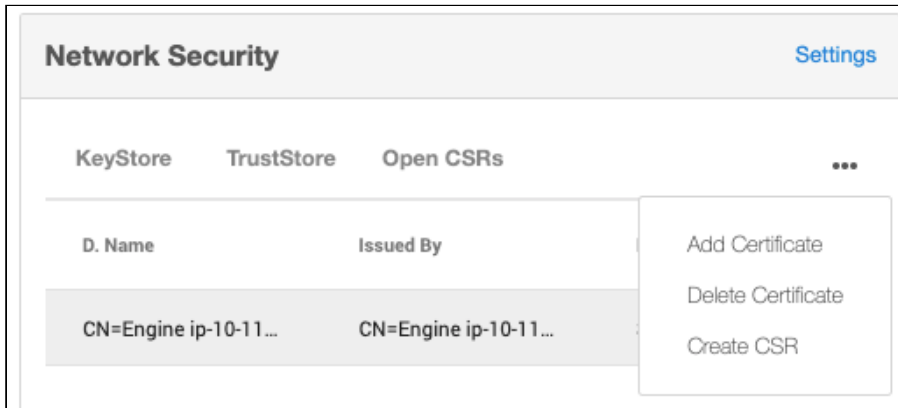 Network Security
Settings
KeyStore TrustStore Open CSRs
•••
D. Name Issued By
Add Certificate
Delete Certificate
CN=Engine ip-10-11... CN=Engine ip-10-11...
Create CSR